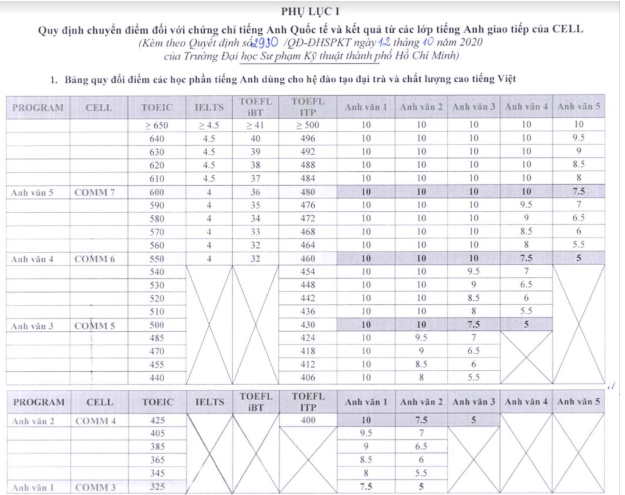 PHỤ LỤC I
Quy định chuyển điểm đối với chứng chỉ tiếng Anh Quốc tế và kết quả từ các lớp tiếng Anh giao tiếp của CELL
(Kèm theo Quyết định số 2930 /QĐ-ĐHSPKT ngày 12 tháng 10 năm 2020
của Trường Đại học Sư phạm Kỹ thuật thành phố Hồ Chí Minh)
1. Bảng quy đổi điểm các học phần tiếng Anh dùng cho hệ đào tạo đại trà và chất lượng cao tiếng Việt
PROGRAM CELL TOEIC IELTS TOEFL iBT TOEFL ITP Anh văn 1 Anh văn 2 Anh văn 3 Anh văn 4 Anh văn 5
≥ 650 ≥ 4.5 ≥ 41 ≥ 500 10 10 10 10 10
640 4.5 40 496 10 10 10 10 9.5
630 4.5 39 492 10 10 10 10 9
620 4.5 38 488 10 10 10 10 8.5
610 4.5 37 484 10 10 10 10 8
Anh văn 5 COMM 7 600 4 36 480 10 10 10 10 7.5
590 4 35 476 10 10 10 9.5 7
580 4 34 472 10 10 10 9 6.5
570 4 33 468 10 10 10 8.5 6
560 4 32 464 10 10 10 8 5.5
Anh văn 4 COMM 6 550 4 32 460 10 10 10 7.5 5
540 454 10 10 9.5 7
530 448 10 10 9 6.5
520 442 10 10 8.5 6
510 436 10 10 8 5.5
Anh văn 3 COMM 5 500 430 10 10 7.5 5
485 424 10 9.5 7
470 418 10 9 6.5
455 412 10 8.5 6
440 406 10 8 5.5
PROGRAM CELL TOEIC IELTS TOEFL iBT TOEFL ITP Anh văn 1 Anh văn 2 Anh văn 3 Anh văn 4 Anh văn 5
Anh văn 2 COMM 4 425 400 10 7.5 5
405 9.5 7
385 9 6.5
365 8.5 6
345 8 5.5
Anh văn 1 COMM 3 325 7.5 5